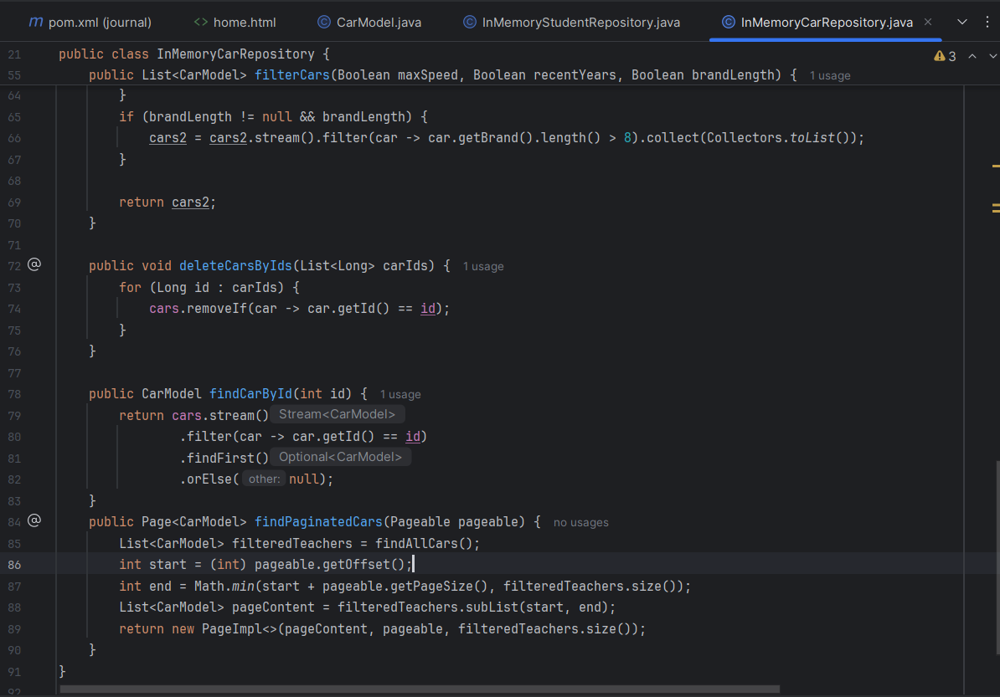 m pom.xml (journal) <> home.html © CarModel.java © InMemoryStudentRepository.java © InMemoryCarRepository.java ×
21 public class InMemoryCarRepository { 3
55 public List<CarModel> filterCars(Boolean maxSpeed, Boolean recentYears, Boolean brandLength) { 1 usage
64 }
65 if (brandLength != null && brandLength) {
66 cars2 = cars2.stream().filter(car -> car.getBrand().length() > 8).collect(Collectors.toList());
67 }
68
69 return cars2;
70 }
71
72 @ public void deleteCarsByIds(List<Long> carIds) { 1 usage
73 for (Long id : carIds) {
74 cars.removeIf(car -> car.getId() == id);
75 }
76 }
77
78 public CarModel findCarById(int id) { 1 usage
79 return cars.stream() Stream<CarModel>
80 .filter(car -> car.getId() == id)
81 .findFirst() Optional<CarModel>
82 .orElse( other: null);
83 }
84 @ public Page<CarModel> findPaginatedCars(Pageable pageable) { no usages
85 List<CarModel> filteredTeachers = findAllCars();
86 int start = (int) pageable.getOffset();
87 int end = Math.min(start + pageable.getPageSize(), filteredTeachers.size());
88 List<CarModel> pageContent = filteredTeachers.subList(start, end);
89 return new PageImpl<>(pageContent, pageable, filteredTeachers.size());
90 }
91 }
92